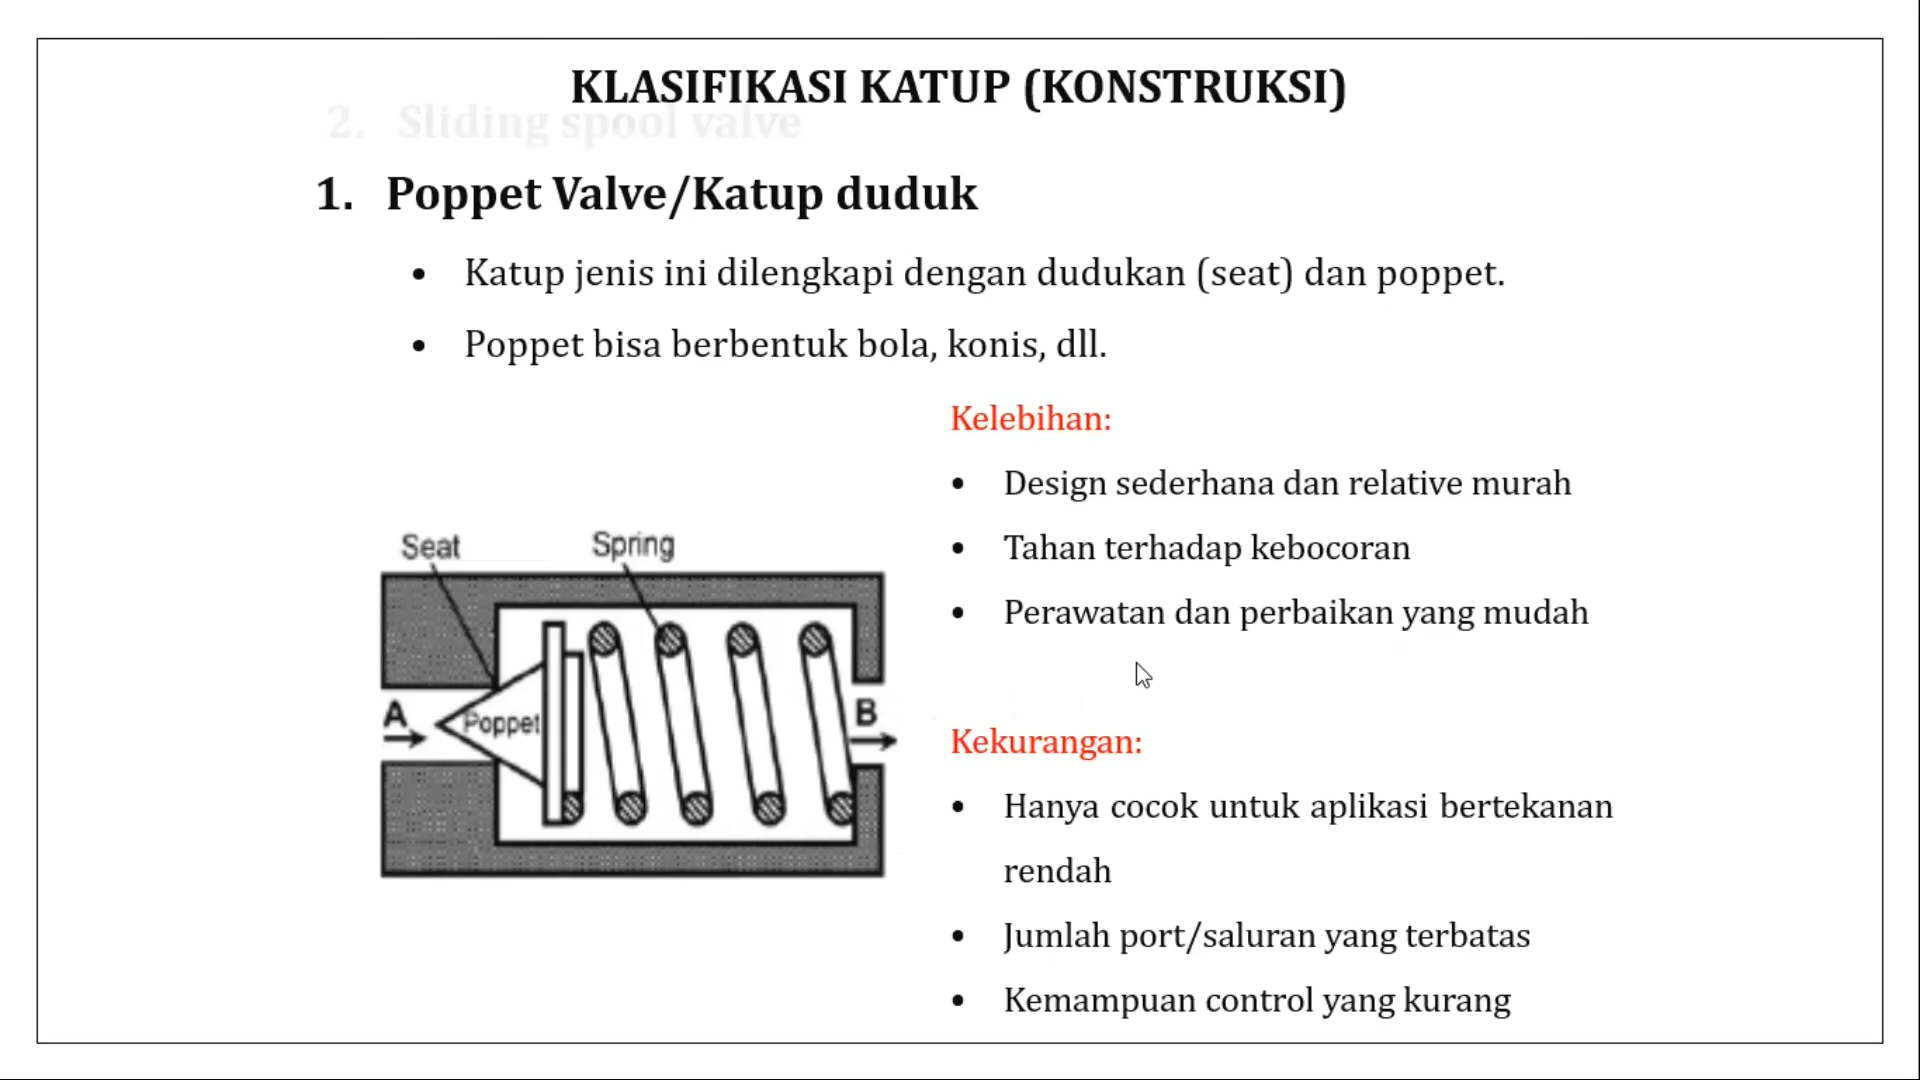 KLASIFIKASI KATUP (KONSTRUKSI)
2. Sliding spool valve
1. Poppet Valve/Katup duduk
• Katup jenis ini dilengkapi dengan dudukan (seat) dan poppet.
• Poppet bisa berbentuk bola, konis, dll.
Seat
Spring
A
Poppet
B
Kelebihan:
• Design sederhana dan relative murah
• Tahan terhadap kebocoran
• Perawatan dan perbaikan yang mudah
Kekurangan:
• Hanya cocok untuk aplikasi bertekanan
rendah
• Jumlah port/saluran yang terbatas
• Kemampuan control yang kurang